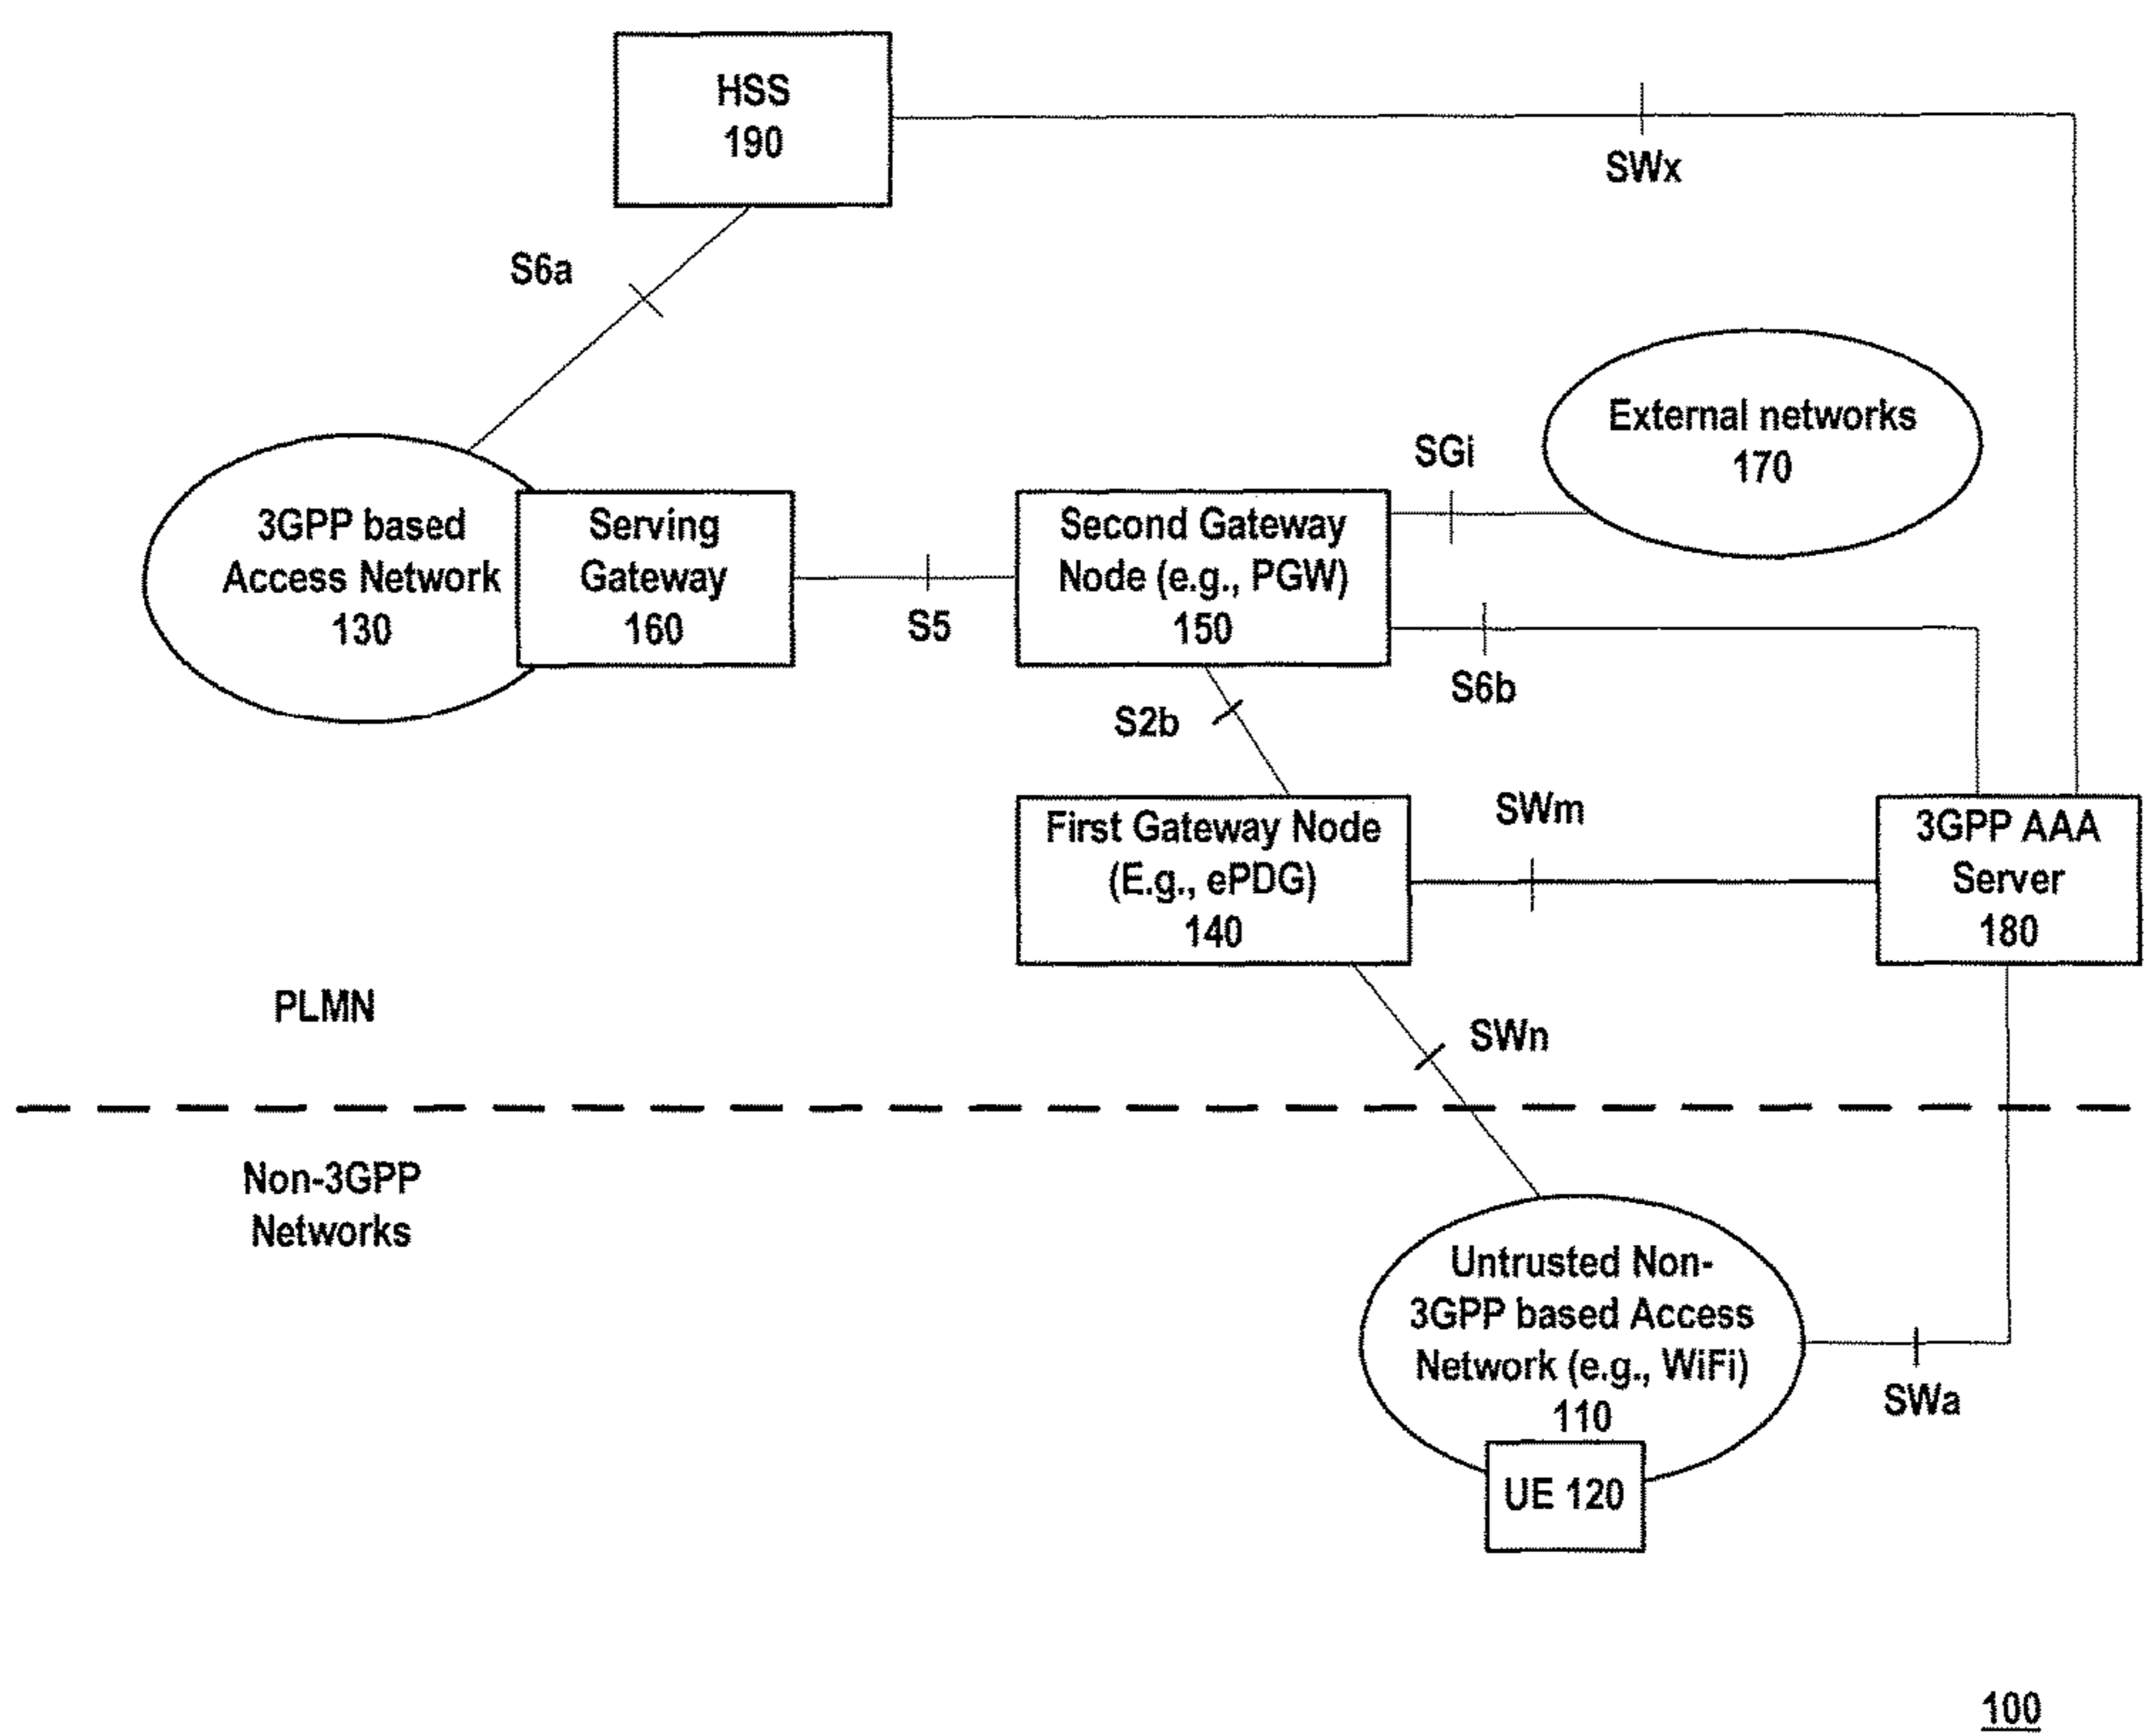 HSS
190
SWx
S6a
External networks
170
SGi
3GPP based
Access Network
130
Serving
Gateway
160
S5
Second Gateway
Node (e.g., PGW)
150
S6b
S2b
SWm
First Gateway Node
(E.g., ePDG)
140
3GPP AAA
Server
180
PLMN
SWn
Non-3GPP
Networks
Untrusted Non-
3GPP based Access
Network (e.g., WiFi)
110
SWa
UE 120
100